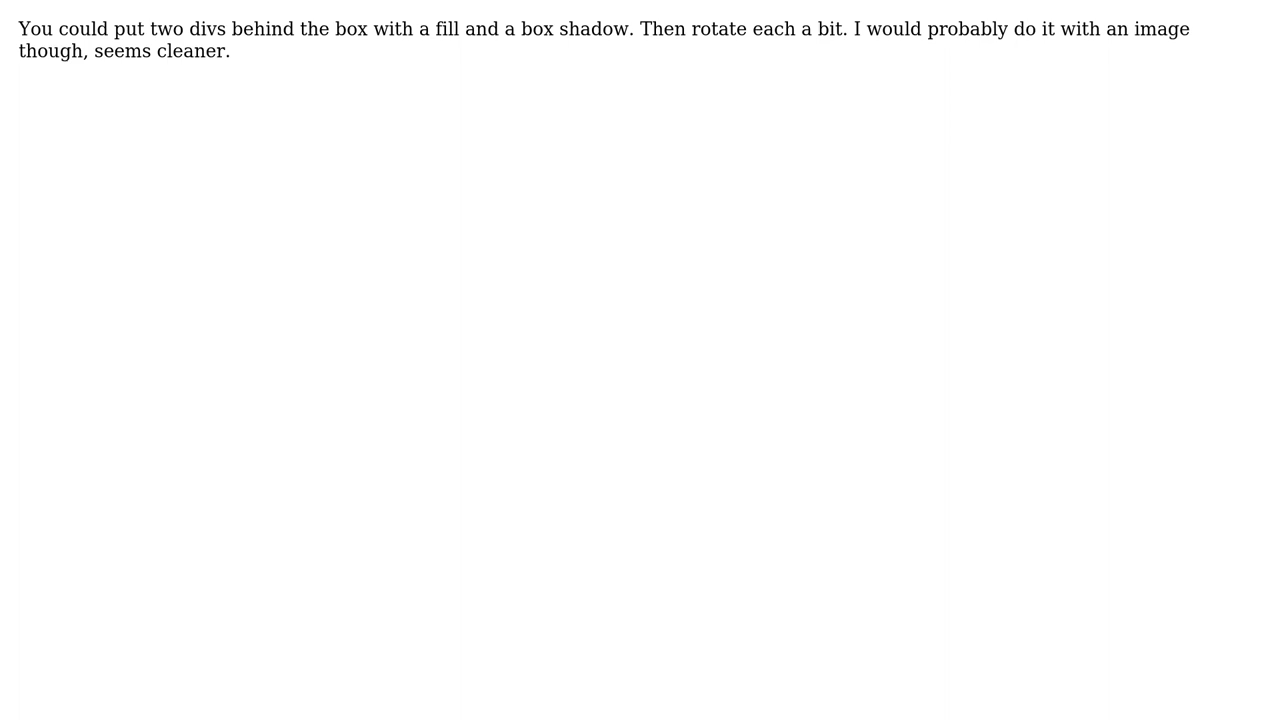 You could put two divs behind the box with a fill and a box shadow. Then rotate each a bit. I would probably do it with an image
though, seems cleaner.